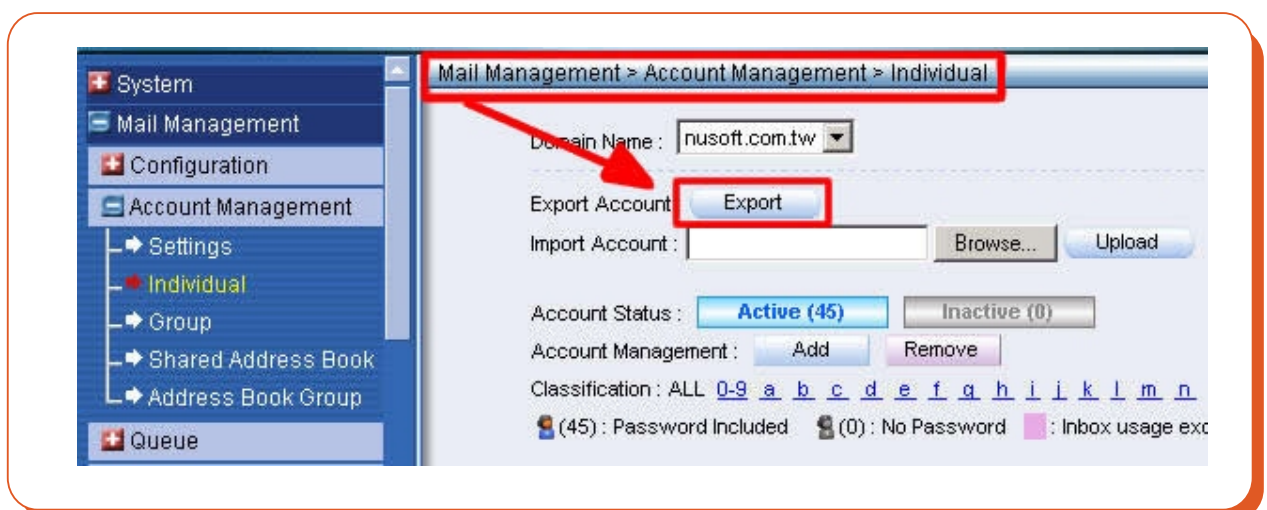 System
Mail Management
Configuration
Account Management
Settings
Individual
Group
Shared Address Book
Address Book Group
Queue
Mail Management > Account Management > Individual
Domain Name : nusoft.com.tw
Export Account Export
Import Account : Browse... Upload
Account Status : Active (45) Inactive (0)
Account Management : Add Remove
Classification : ALL 0-9 a b c d e f g h i j k l m n
(45) : Password Included (0) : No Password : Inbox usage exc